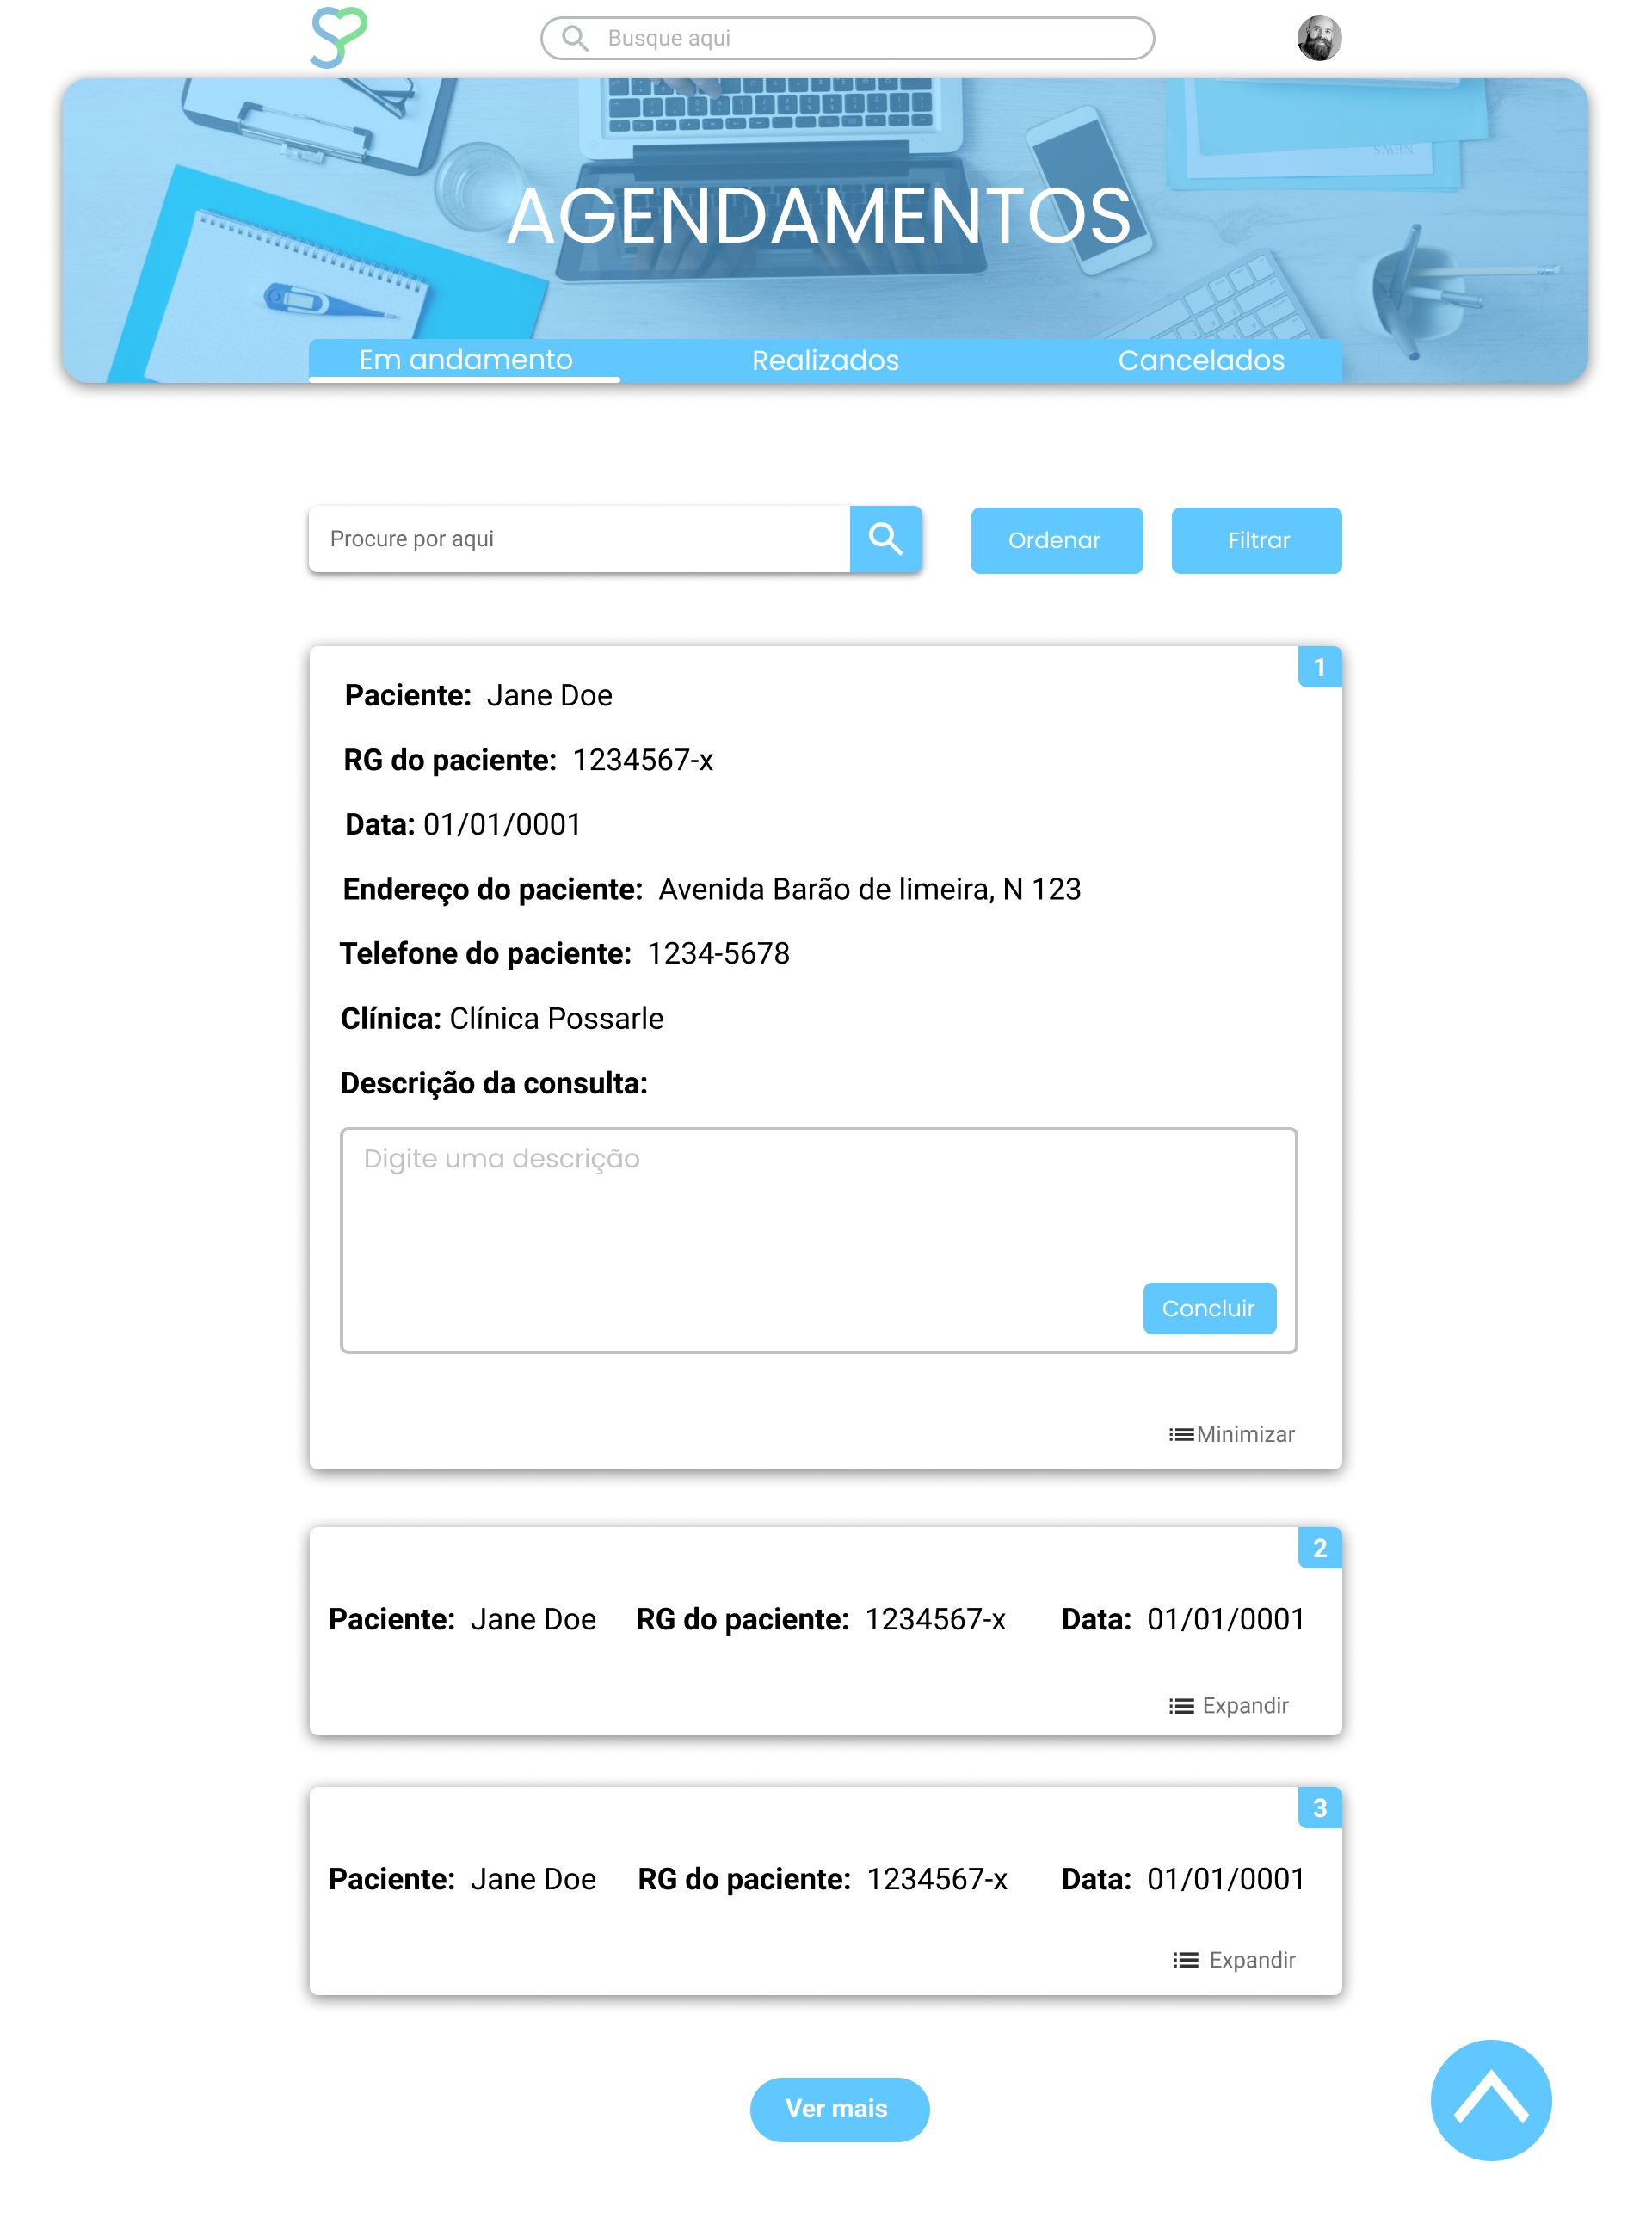 Busque aqui
NEWS
AGENDAMENTOS
Em andamento Realizados Cancelados
Procure por aqui
Ordenar Filtrar
1
Paciente: Jane Doe
RG do paciente: 1234567-x
Data: 01/01/0001
Endereço do paciente: Avenida Barão de limeira, N 123
Telefone do paciente: 1234-5678
Clínica: Clínica Possarle
Descrição da consulta:
Digite uma descrição
Concluir
Minimizar
2
Paciente: Jane Doe RG do paciente: 1234567-x Data: 01/01/0001
Expandir
3
Paciente: Jane Doe RG do paciente: 1234567-x Data: 01/01/0001
Expandir
Ver mais